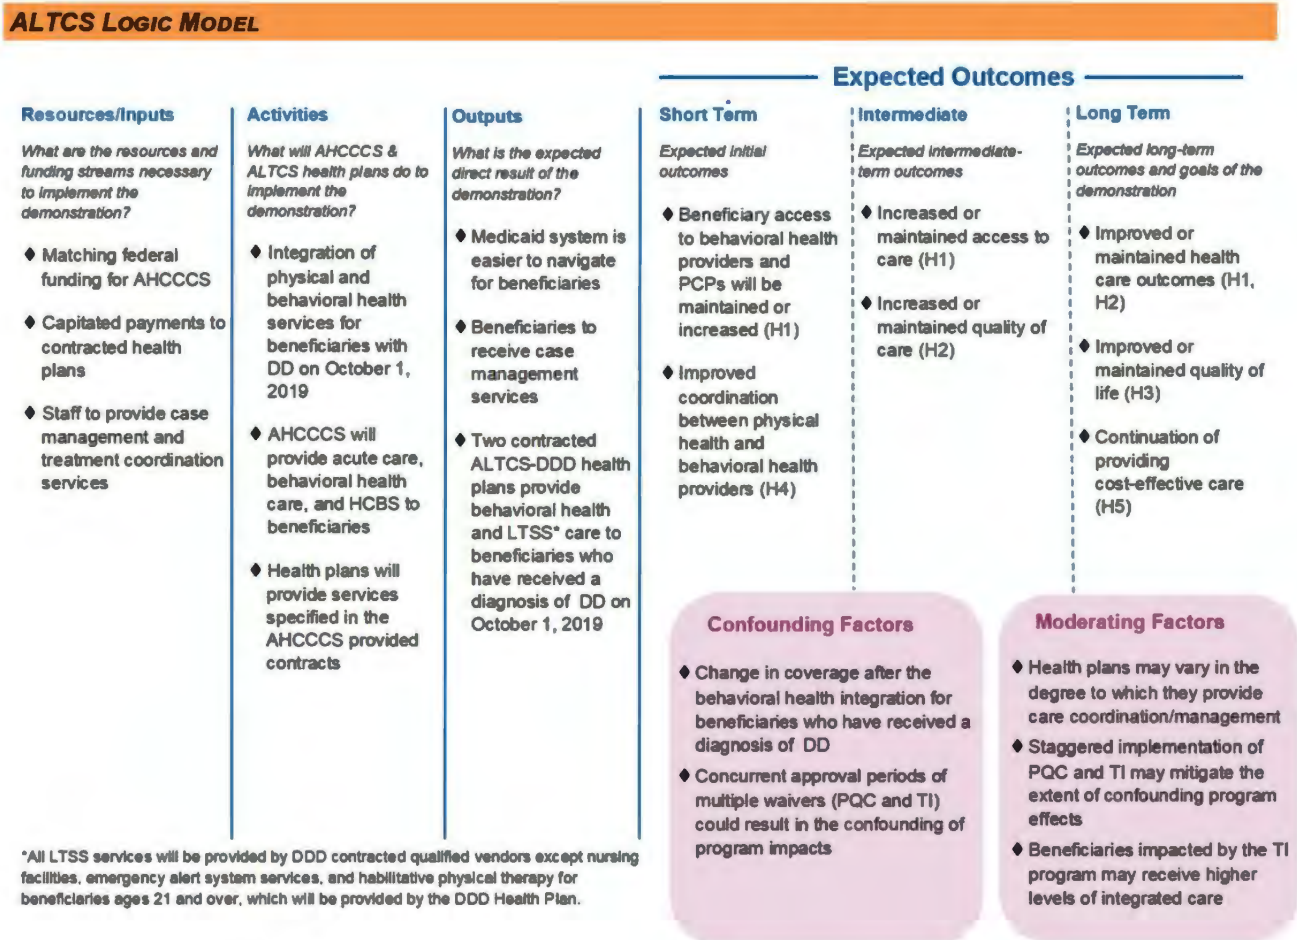 ALTCS LOGIC MODEL
Expected Outcomes
Resources/Inputs
What are the resources and
funding streams necessary
to implement the
demonstration?
♦ Matching federal
funding for AHCCCS
♦ Capitated payments to
contracted health
plans
♦ Staff to provide case
management and
treatment coordination
services
Activities
What will AHCCCS &
ALTCS health plans do to
implement the
demonstration?
♦ Integration of
physical and
behavioral health
services for
beneficiaries with
DD on October 1,
2019
♦ AHCCCS will
provide acute care,
behavioral health
care, and HCBS to
beneficiaries
♦ Health plans will
provide services
specified in the
AHCCCS provided
contracts
Outputs
What is the expected
direct result of the
demonstration?
♦ Medicaid system is
easier to navigate
for beneficiaries
♦ Beneficiaries to
receive case
management
services
♦ Two contracted
ALTCS-DDD health
plans provide
behavioral health
and LTSS* care to
beneficiaries who
have received a
diagnosis of DD on
October 1, 2019
Short Term
Expected initial
outcomes
♦ Beneficiary access
to behavioral health
providers and
PCPs will be
maintained or
increased (H1)
♦ Improved
coordination
between physical
health and
behavioral health
providers (H4)
Intermediate
Expected intermediate-
term outcomes
♦ Increased or
maintained access to
care (H1)
♦ Increased or
maintained quality of
care (H2)
Long Term
Expected long-term
outcomes and goals of the
demonstration
♦ Improved or
maintained health
care outcomes (H1,
H2)
♦ Improved or
maintained quality of
life (H3)
♦ Continuation of
providing
cost-effective care
(H5)
Confounding Factors
♦ Change in coverage after the
behavioral health integration for
beneficiaries who have received a
diagnosis of DD
♦ Concurrent approval periods of
multiple waivers (PQC and TI)
could result in the confounding of
program impacts
Moderating Factors
♦ Health plans may vary in the
degree to which they provide
care coordination/management
♦ Staggered implementation of
PQC and TI may mitigate the
extent of confounding program
effects
♦ Beneficiaries impacted by the TI
program may receive higher
levels of integrated care
*All LTSS services will be provided by DDD contracted qualified vendors except nursing
facilities, emergency alert system services, and habilitative physical therapy for
beneficiaries ages 21 and over, which will be provided by the DDD Health Plan.